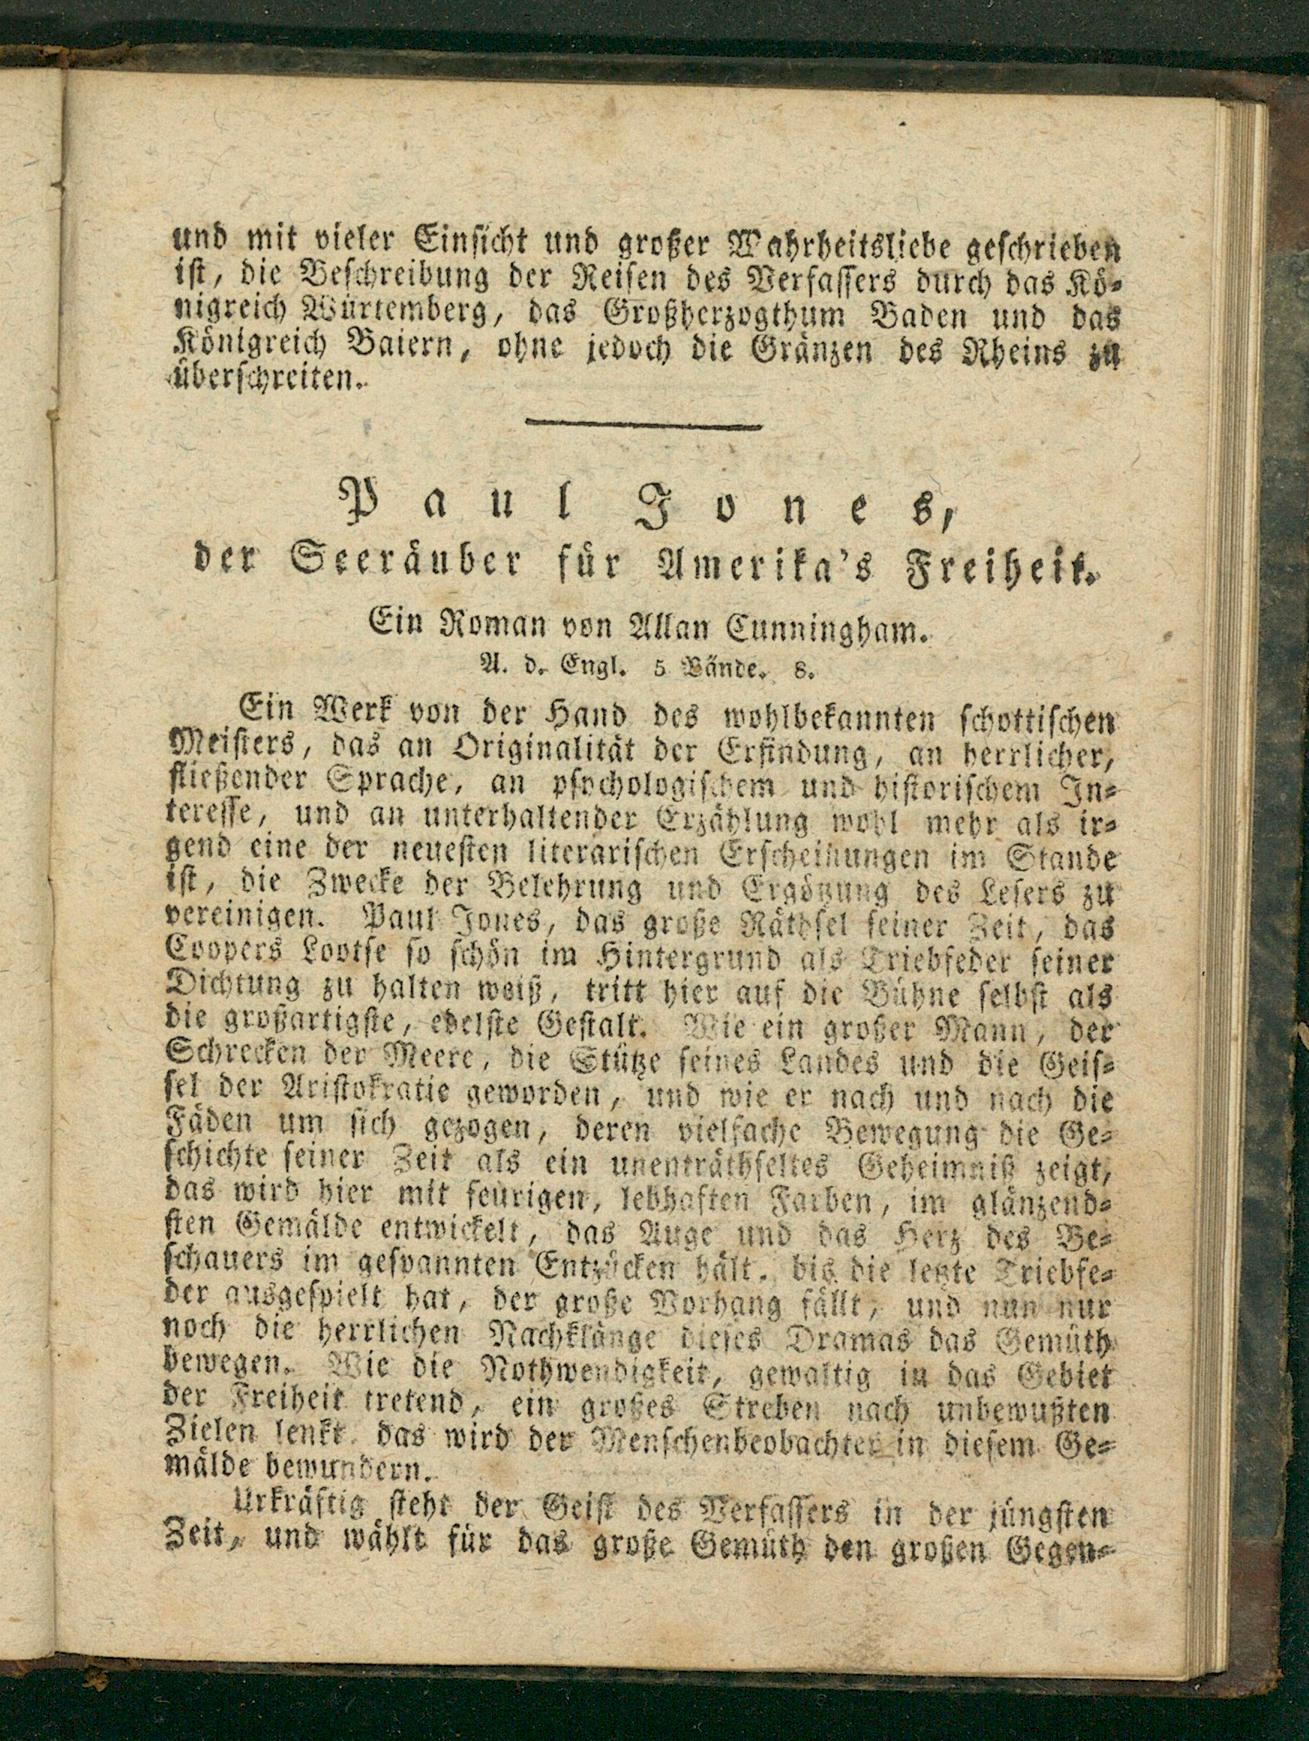 und mit vieler Einsicht und großer Wahrheitsliebe geschrieben
ist, die Beschreibung der Reisen des Verfassers durch das Kö-
nigreich Würtemberg, das Großherzogthum Baden und das
Königreich Baiern, ohne jedoch die Gränzen des Rheins zu
überschreiten.
Paul Jones,
der Seeräuber für Amerika's Freiheit.
Ein Roman von Allan Cunningham.
A. d. Engl. 5 Bände. 8.
Ein Werk von der Hand des wohlbekannten schottischen
Meisters, das an Originalität der Erfindung, an herrlicher,
fließender Sprache, an psychologischem und historischem In-
teresse, und an unterhaltender Erzählung wohl mehr als ir-
gend eine der neuesten literarischen Erscheinungen im Stande
ist, die Zwecke der Belehrung und Ergötzung des Lesers zu
vereinigen. Paul Jones, das große Räthsel seiner Zeit, das
Coopers Lootse so schön im Hintergrund als Triebfeder seiner
Dichtung zu halten weiß, tritt hier auf die Bühne selbst als
die großartigste, edelste Gestalt. Wie ein großer Mann, der
Schrecken der Meere, die Stütze seines Landes und die Geis-
sel der Aristokratie geworden, und wie er nach und nach die
Fäden um sich gezogen, deren vielfache Bewegung die Ge-
schichte seiner Zeit als ein unenträthseltes Geheimniß zeigt,
das wird hier mit feurigen, lebhaften Farben, im glänzend-
sten Gemälde entwickelt, das Auge und das Herz des Be-
schauers im gespannten Entzücken hält, bis die letzte Triebfe-
der ausgespielt hat, der große Vorhang fällt, und nun nur
noch die herrlichen Nachklänge dieses Dramas das Gemüth
bewegen. Wie die Nothwendigkeit, gewaltig in das Gebiet
der Freiheit tretend, ein großes Streben nach unbewußten
Zielen lenkt das wird der Menschenbeobachter in diesem Ge-
mälde bewundern.
Urkräftig steht der Geist des Verfassers in der jüngsten
Zeit, und wählt für das große Gemüth den großen Gegen-